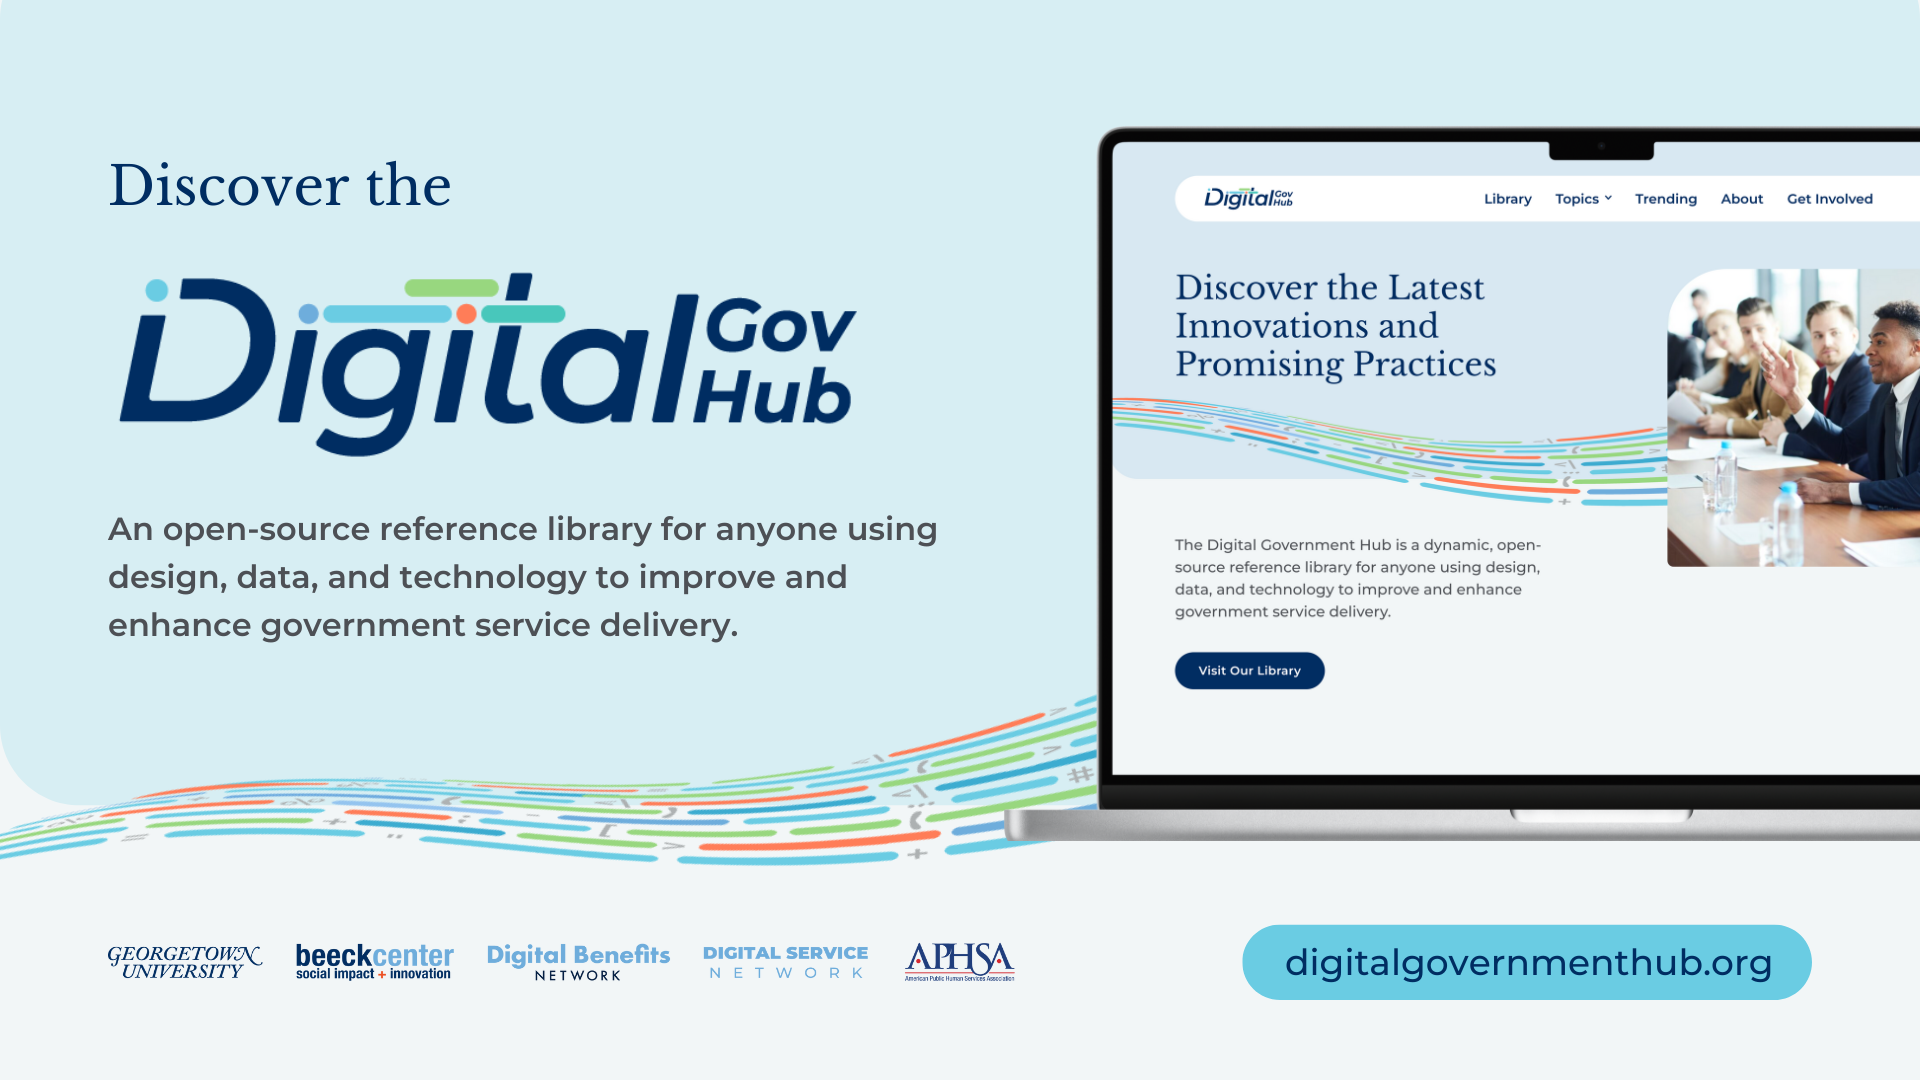 Discover the
Digital Gov
Hub
An open-source reference library for anyone using
design, data, and technology to improve and
enhance government service delivery.
Digital Gov
Hub
Library Topics Trending About Get Involved
Discover the Latest
Innovations and
Promising Practices
The Digital Government Hub is a dynamic, open-
source reference library for anyone using design,
data, and technology to improve and enhance
government service delivery.
Visit Our Library
GEORGETOWN
UNIVERSITY
beeckcenter
social impact + innovation
Digital Benefits
NETWORK
DIGITAL SERVICE
NETWORK
APHSA
American Public Human Services Association
digitalgovernmenthub.org